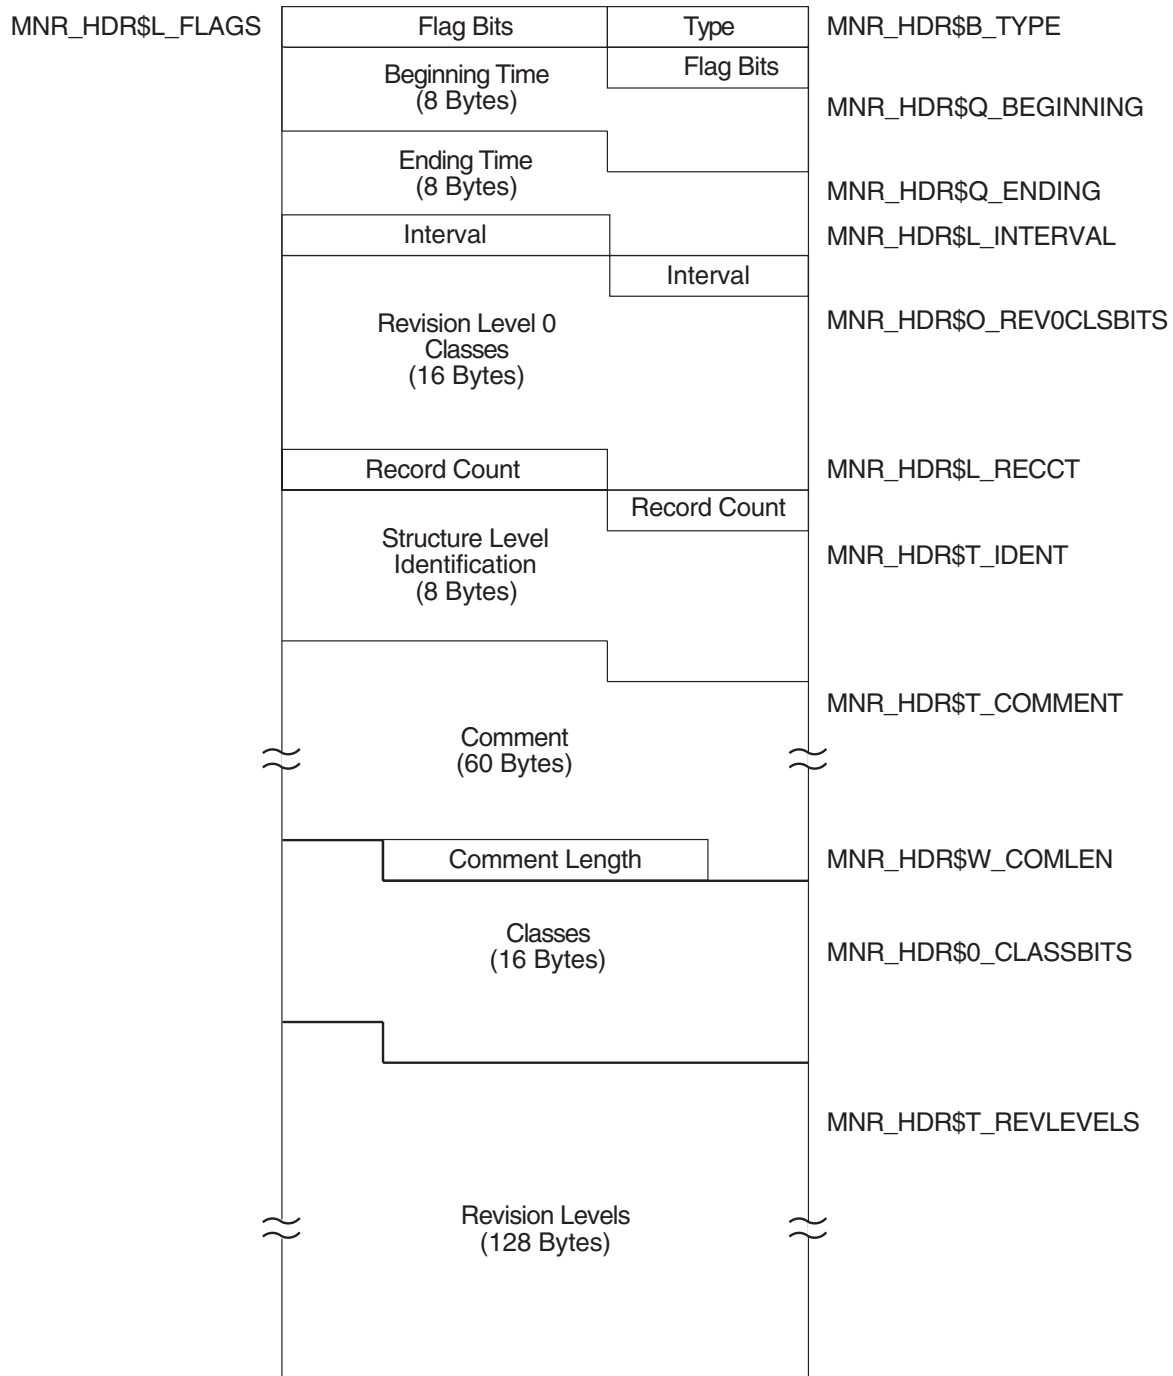 MNR_HDR$L_FLAGS Flag Bits Type MNR_HDR$B_TYPE
Flag Bits
Beginning Time
(8 Bytes)
MNR_HDR$Q_BEGINNING
Ending Time
(8 Bytes)
MNR_HDR$Q_ENDING
Interval MNR_HDR$L_INTERVAL
Interval
Revision Level 0
Classes
(16 Bytes)
MNR_HDR$O_REV0CLSBITS
Record Count MNR_HDR$L_RECCT
Record Count
Structure Level
Identification
(8 Bytes)
MNR_HDR$T_IDENT
MNR_HDR$T_COMMENT
Comment
(60 Bytes)
Comment Length MNR_HDR$W_COMLEN
Classes
(16 Bytes)
MNR_HDR$0_CLASSBITS
MNR_HDR$T_REVLEVELS
Revision Levels
(128 Bytes)